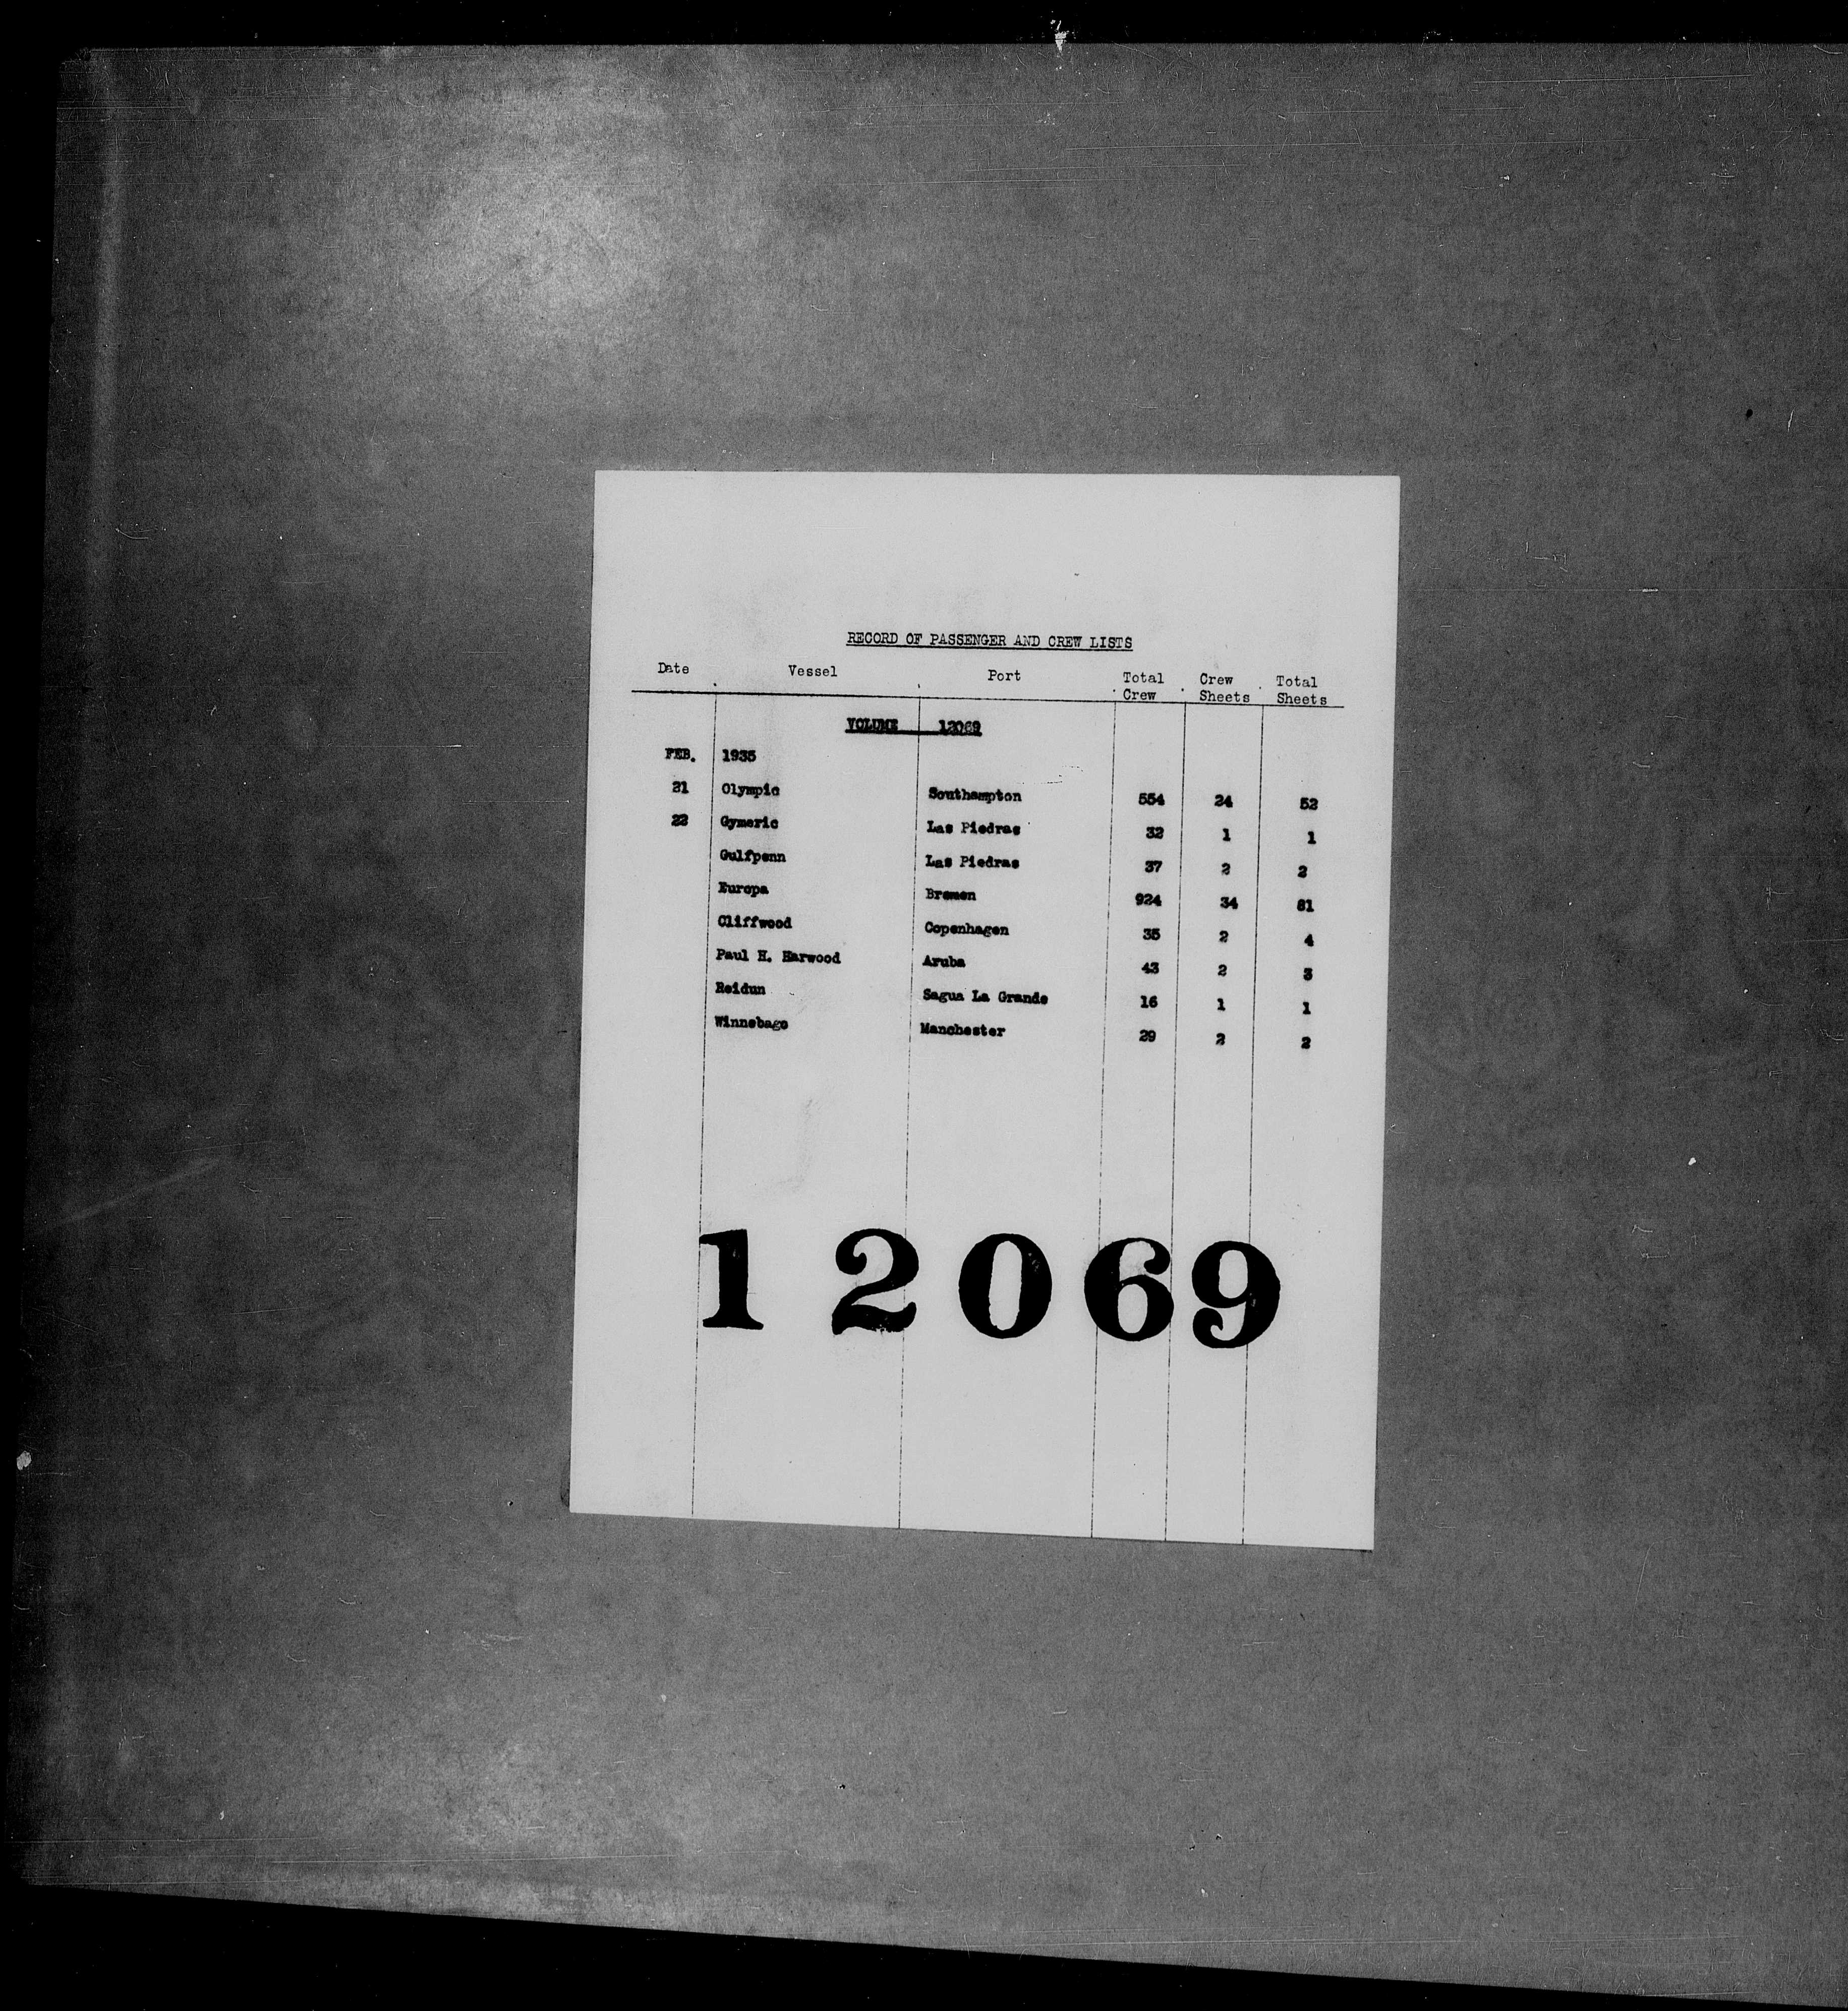 RECORD OF PASSENGER AND CREW LISTS
Date Vessel Port Total Crew Crew Sheets Total Sheets
VOLUME 12069
FEB. 1935
21 Olympic Southampton 554 24 52
22 Gymeric Las Piedras 32 1 1
Gulfpenn Las Piedras 37 2 2
Europa Bremen 924 34 81
Cliffwood Copenhagen 35 2 4
Paul H. Harwood Aruba 43 2 3
Reidun Sagua La Grande 16 1 1
Winnebago Manchester 29 2 2
12069